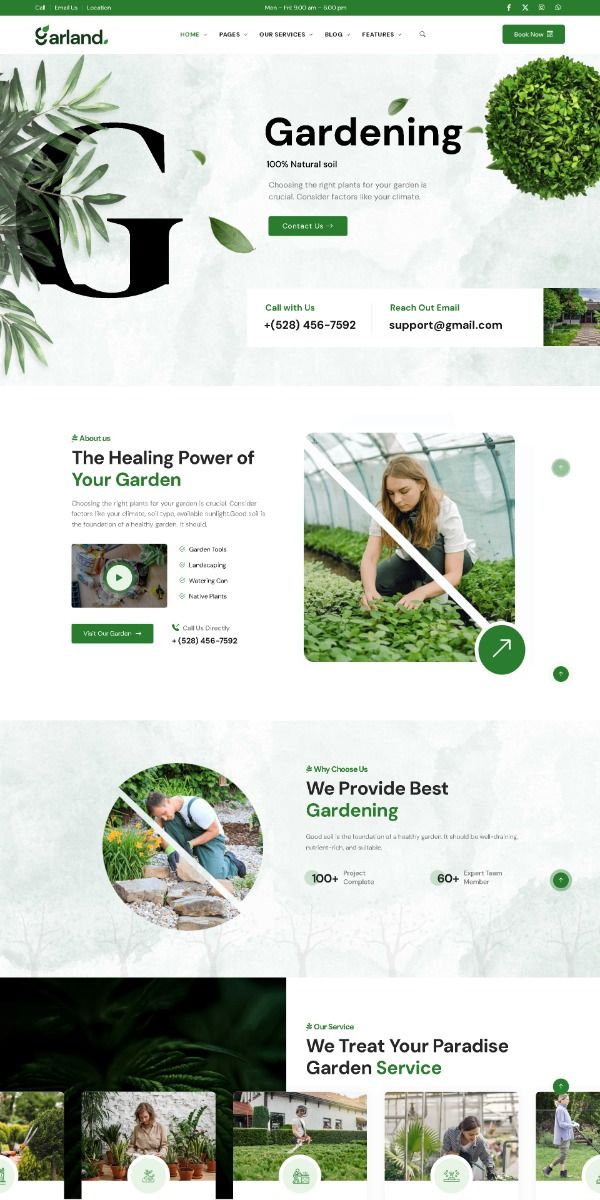 Call Email Us Location
Mon - Fri: 9.00 am - 6.00 pm
Garland.
HOME PAGES OUR SERVICES BLOG FEATURES
Book Now
G
Gardening
100% Natural soil
Choosing the right plants for your garden is
crucial. Consider factors like your climate.
Contact Us
Call with Us
+(528) 456-7592
Reach Out Email
support@gmail.com
About us
The Healing Power of
Your Garden
Choosing the right plants for your garden is crucial. Consider
factors like your climate, soil type, available sunlight.Good soil is
the foundation of a healthy garden. It should,
Garden Tools
Landscaping
Watering Can
Native Plants
Visit Our Garden
Call Us Directly
+ (528) 456-7592
Why Choose Us
We Provide Best
Gardening
Good soil is the foundation of a healthy garden. It should be well-draining,
nutrient-rich, and suitable.
100+ Project
Complete
60+ Expert Team
Member
Our Service
We Treat Your Paradise
Garden Service